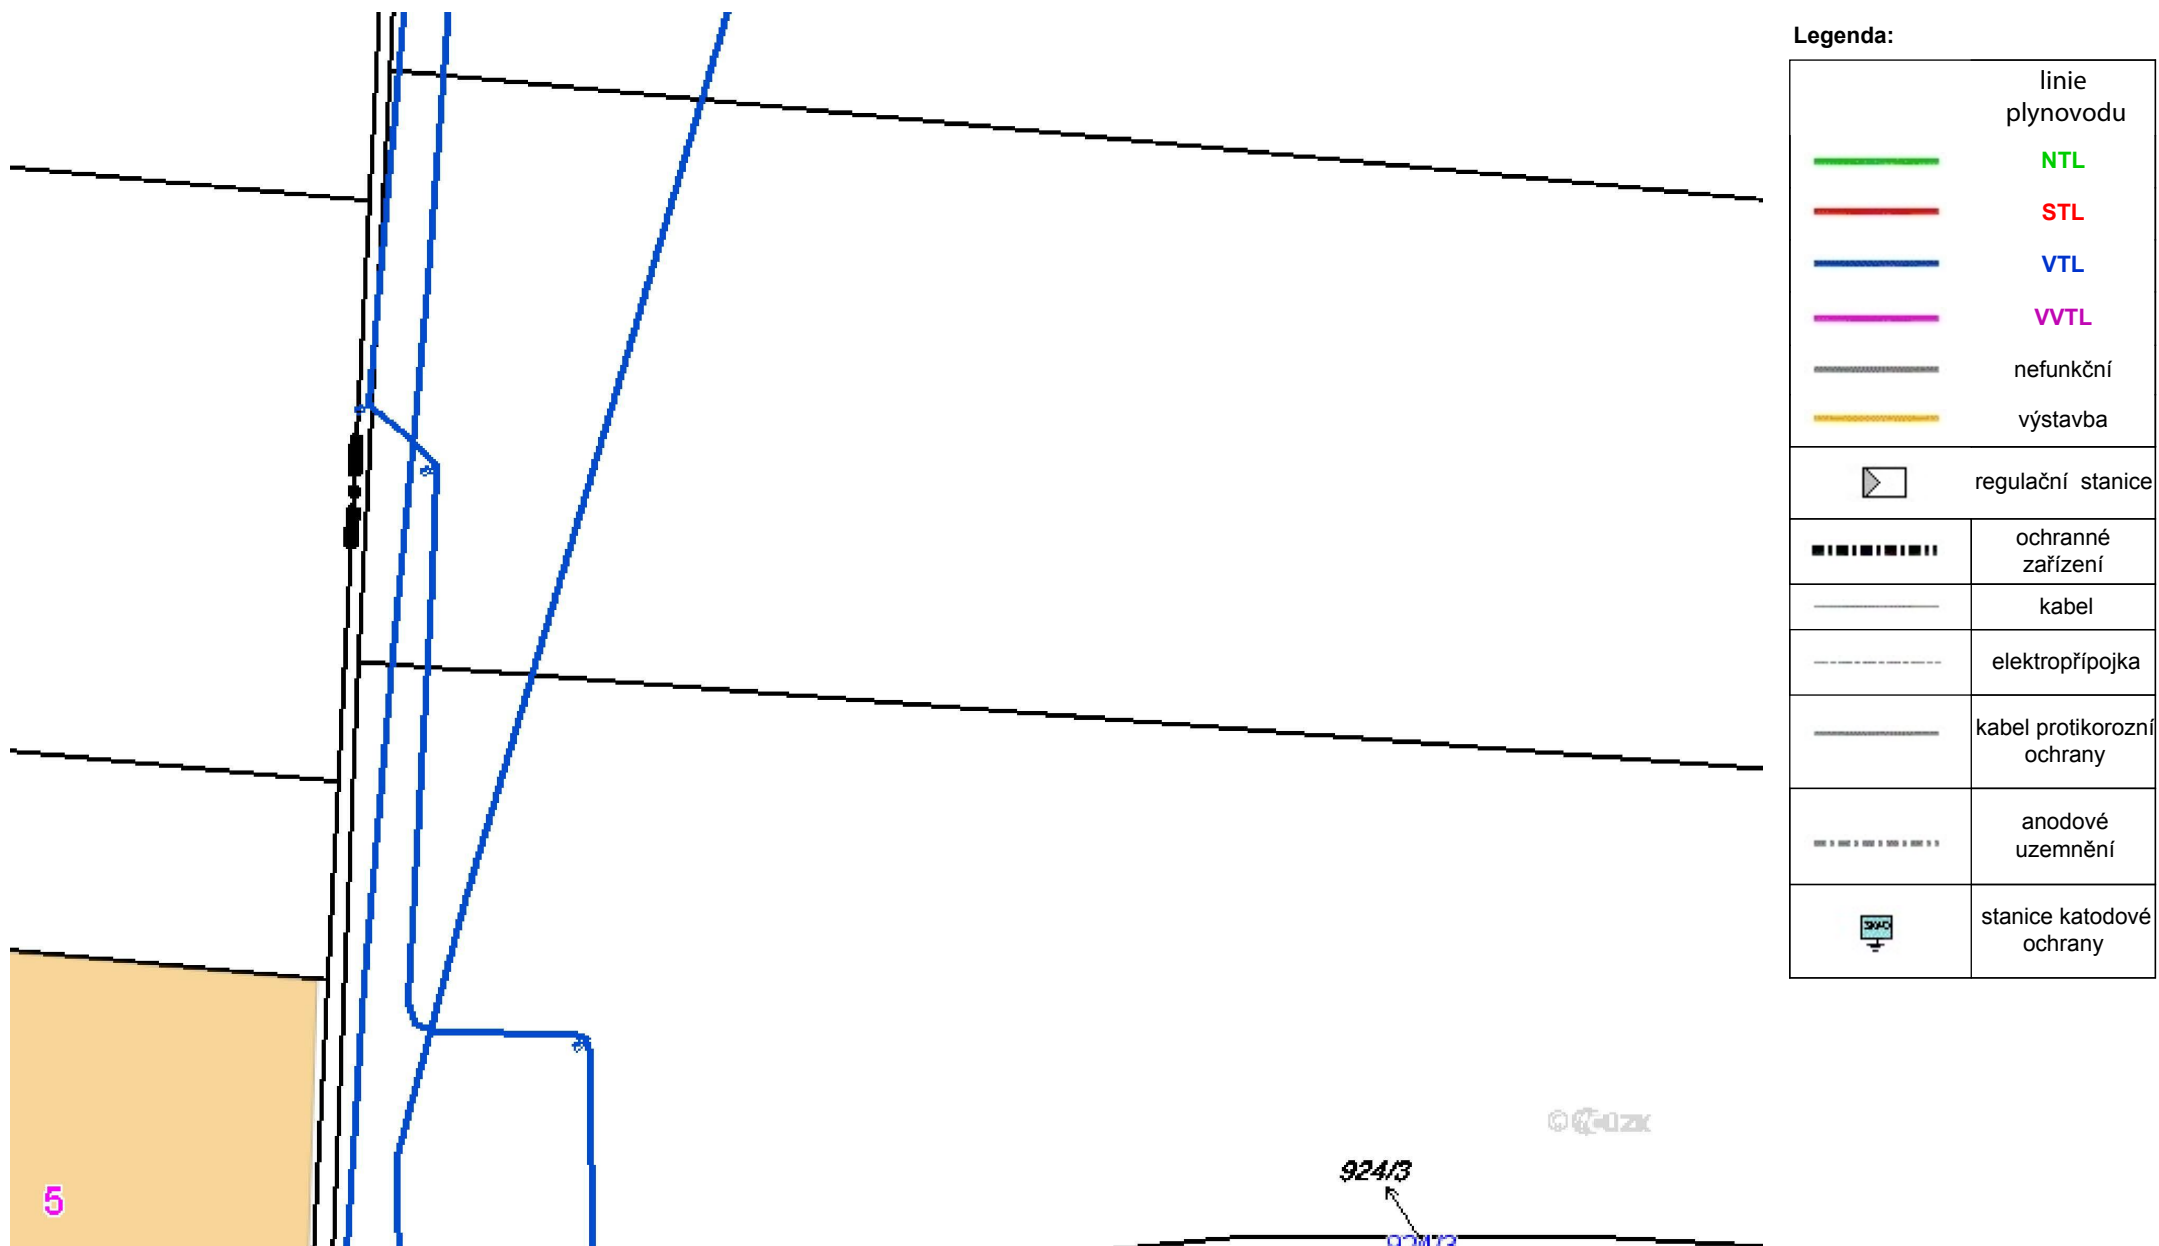 Legenda:
linie
plynovodu
NTL
STL
VTL
VVTL
nefunkční
výstavba
regulační stanice
ochranné
zařízení
kabel
elektropřípojka
kabel protikorozní
ochrany
anodové
uzemnění
stanice katodové
ochrany
924/3
5